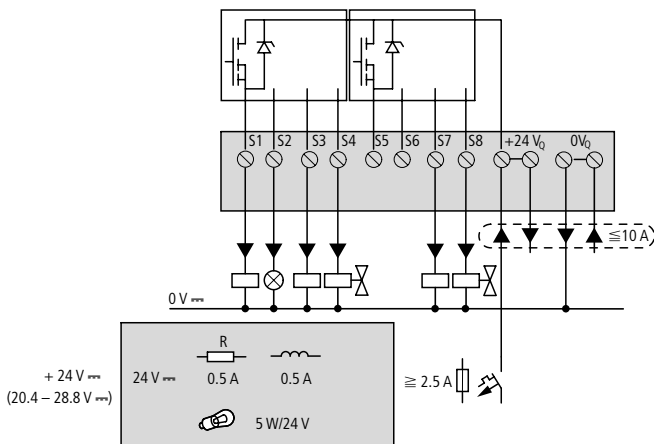 S1 S2 S3 S4 S5 S6 S7 S8 +24 VQ 0VQ
≦10 A
0 V ⎓
R
+ 24 V ⎓
(20.4 – 28.8 V ⎓)
24 V ⎓
0.5 A 0.5 A
≧ 2.5 A
5 W/24 V